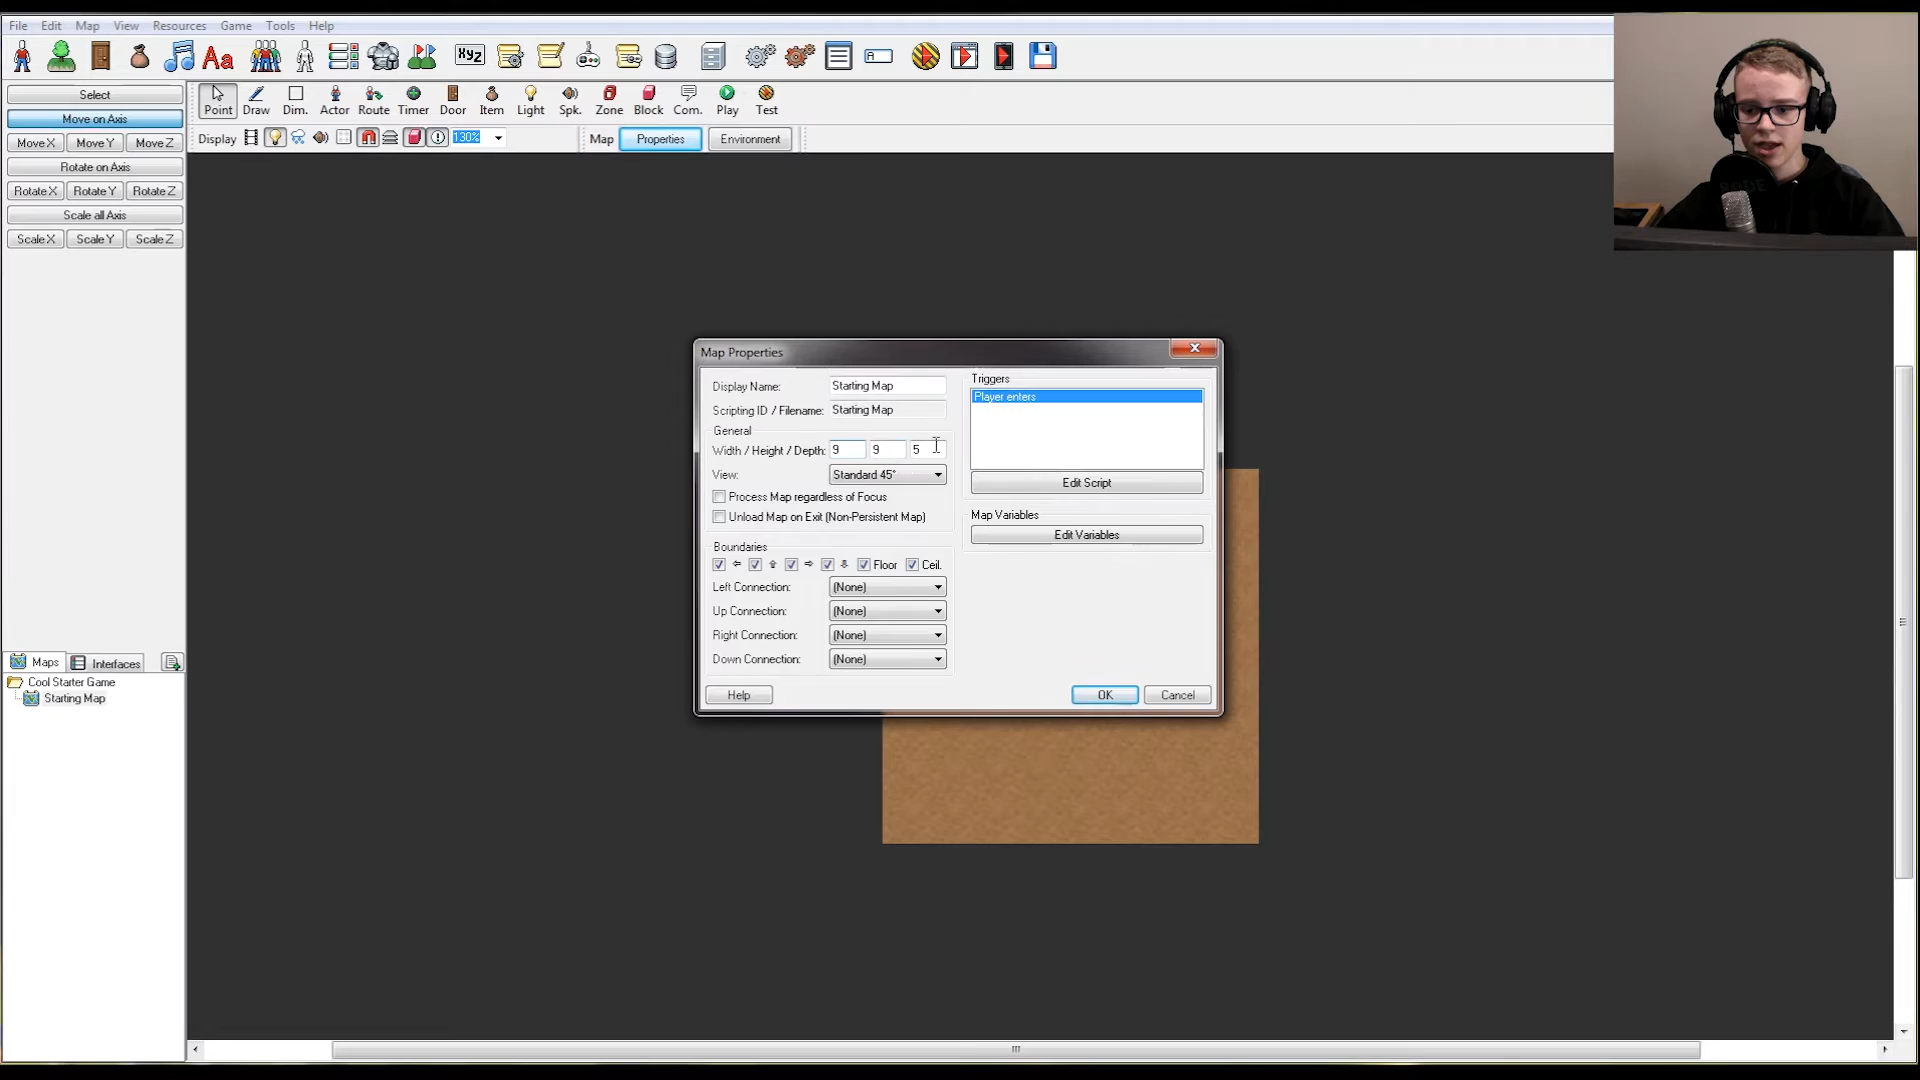 File Edit Map View Resources Game Tools Help
Aa Xyz A
Select
Point Draw Dim. Actor Route Timer Door Item Light Spk. Zone Block Com. Play Test
Move on Axis
Display 130% Map Properties Environment
Move X Move Y Move Z
Rotate on Axis
Rotate X Rotate Y Rotate Z
Scale all Axis
Scale X Scale Y Scale Z
RODE
Map Properties
Display Name: Starting Map
Scripting ID / Filename: Starting Map
General
Width / Height / Depth: 9 9 5
View: Standard 45°
Process Map regardless of Focus
Unload Map on Exit (Non-Persistent Map)
Boundaries
Floor Ceil.
Left Connection: (None)
Up Connection: (None)
Right Connection: (None)
Down Connection: (None)
Triggers
Player enters
Edit Script
Map Variables
Edit Variables
Help OK Cancel
Maps Interfaces
Cool Starter Game
Starting Map